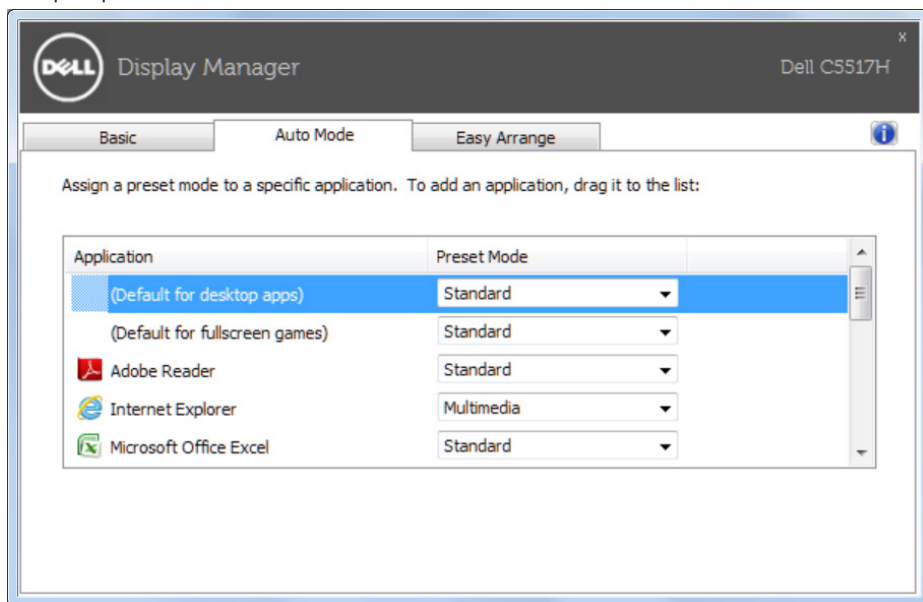 DELL Display Manager
x
Dell C5517H
Basic Auto Mode Easy Arrange
Assign a preset mode to a specific application. To add an application, drag it to the list:
Application Preset Mode
(Default for desktop apps) Standard
(Default for fullscreen games) Standard
Adobe Reader Standard
Internet Explorer Multimedia
Microsoft Office Excel Standard